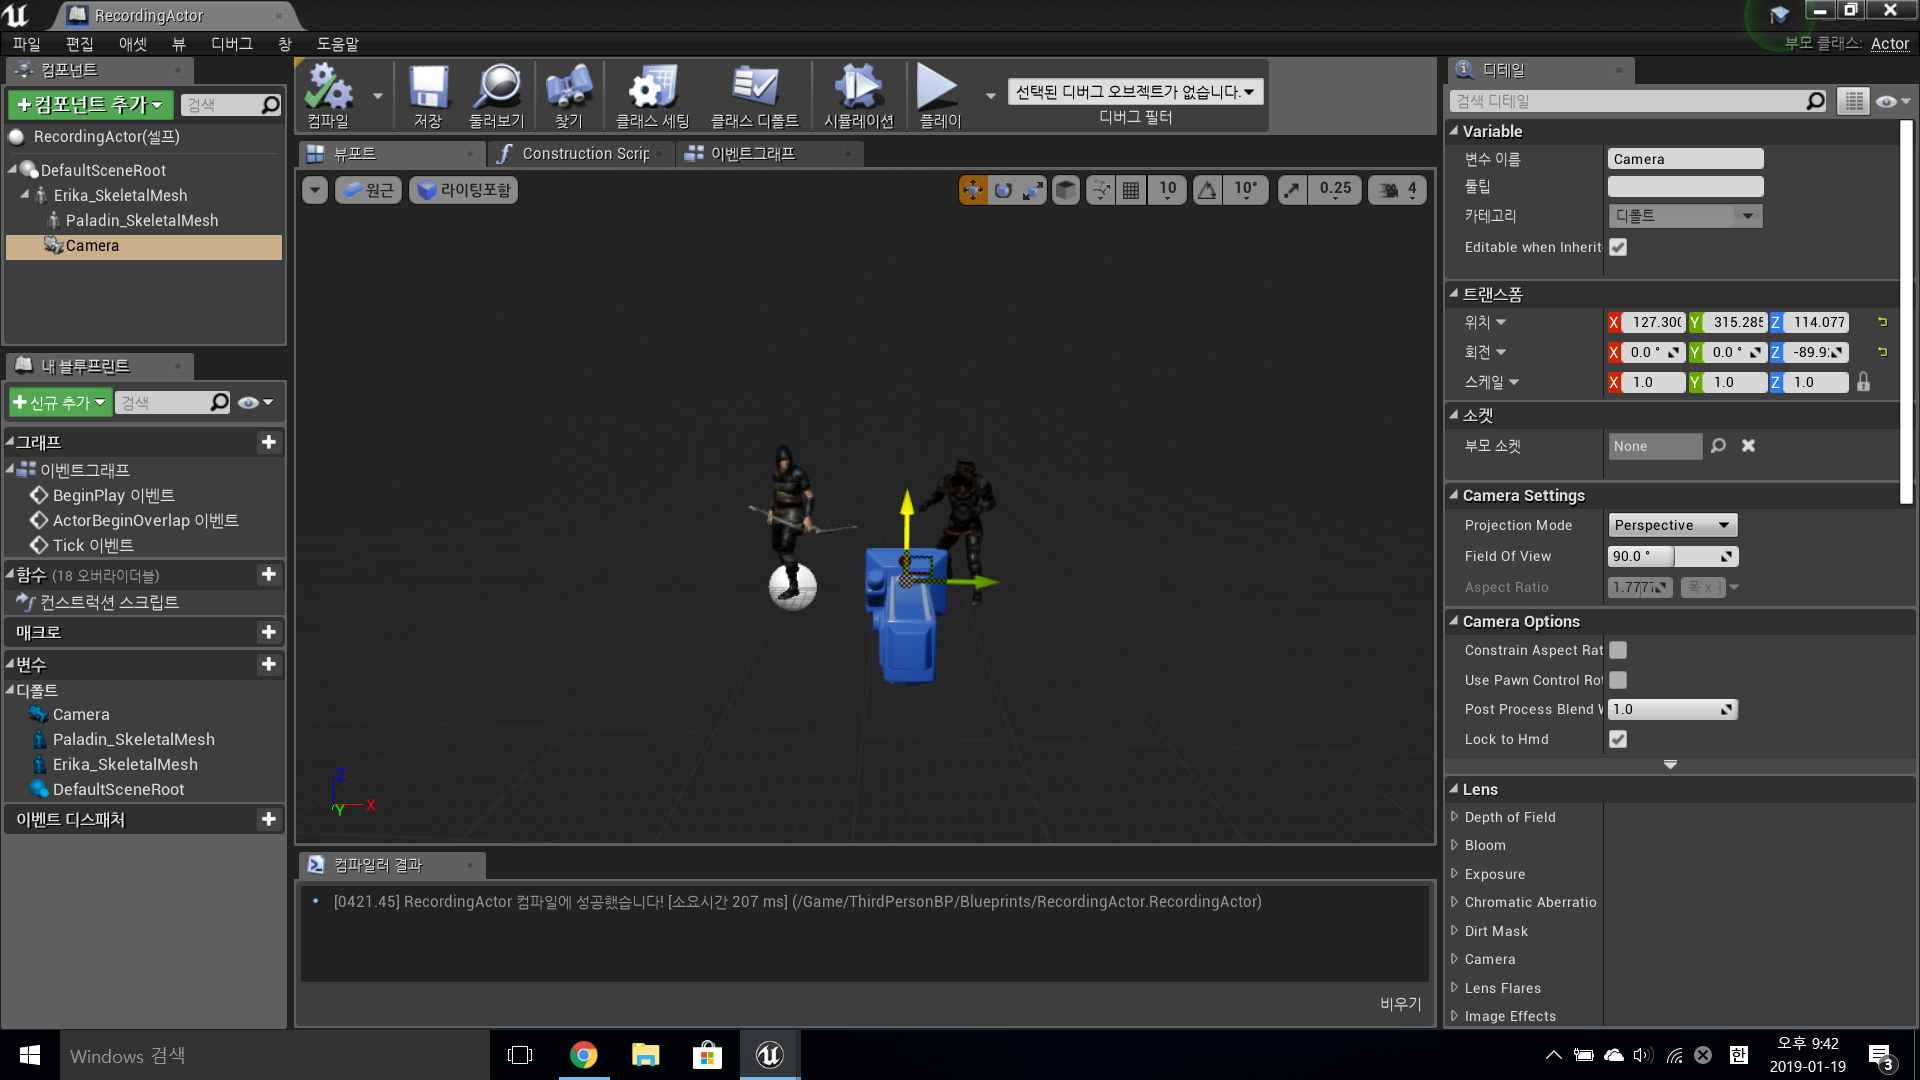 RecordingActor
파일 편집 애셋 뷰 디버그 창 도움말
부모 클래스: Actor
컴포넌트
컴포넌트 추가
검색
RecordingActor(셀프)
DefaultSceneRoot
Erika_SkeletalMesh
Paladin_SkeletalMesh
Camera
내 블루프린트
신규 추가
검색
그래프
이벤트그래프
BeginPlay 이벤트
ActorBeginOverlap 이벤트
Tick 이벤트
함수 (18 오버라이더블)
컨스트럭션 스크립트
매크로
변수
디폴트
Camera
Paladin_SkeletalMesh
Erika_SkeletalMesh
DefaultSceneRoot
이벤트 디스패처
컴파일 저장 둘러보기 찾기 클래스 세팅 클래스 디폴트 시뮬레이션 플레이
선택된 디버그 오브젝트가 없습니다.
디버그 필터
뷰포트 Construction Scrip 이벤트그래프
원근 라이팅포함
10 10° 0.25 4
Z
X
Y
컴파일러 결과
[0421.45] RecordingActor 컴파일에 성공했습니다! [소요시간 207 ms] (/Game/ThirdPersonBP/Blueprints/RecordingActor.RecordingActor)
비우기
디테일
검색 디테일
Variable
변수 이름 Camera
툴팁
카테고리 디폴트
Editable when Inherit
트랜스폼
위치 X 127.300 Y 315.285 Z 114.077
회전 X 0.0 ° Y 0.0 ° Z -89.9
스케일 X 1.0 Y 1.0 Z 1.0
소켓
부모 소켓 None
Camera Settings
Projection Mode Perspective
Field Of View 90.0 °
Aspect Ratio 1.777 폭 x
Camera Options
Constrain Aspect Rat
Use Pawn Control Rot
Post Process Blend W 1.0
Lock to Hmd
Lens
Depth of Field
Bloom
Exposure
Chromatic Aberratio
Dirt Mask
Camera
Lens Flares
Image Effects
Windows 검색
한
오후 9:42
2019-01-19
3